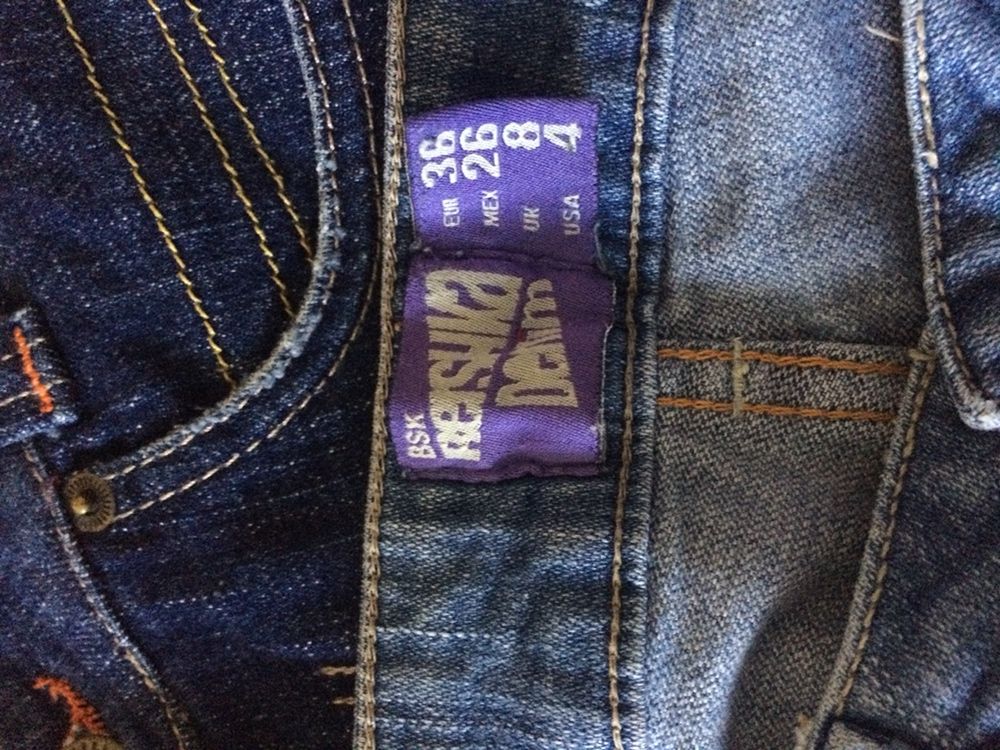 BSK
BERSHKA
DENIM
EUR 36
MEX 26
UK 8
USA 4